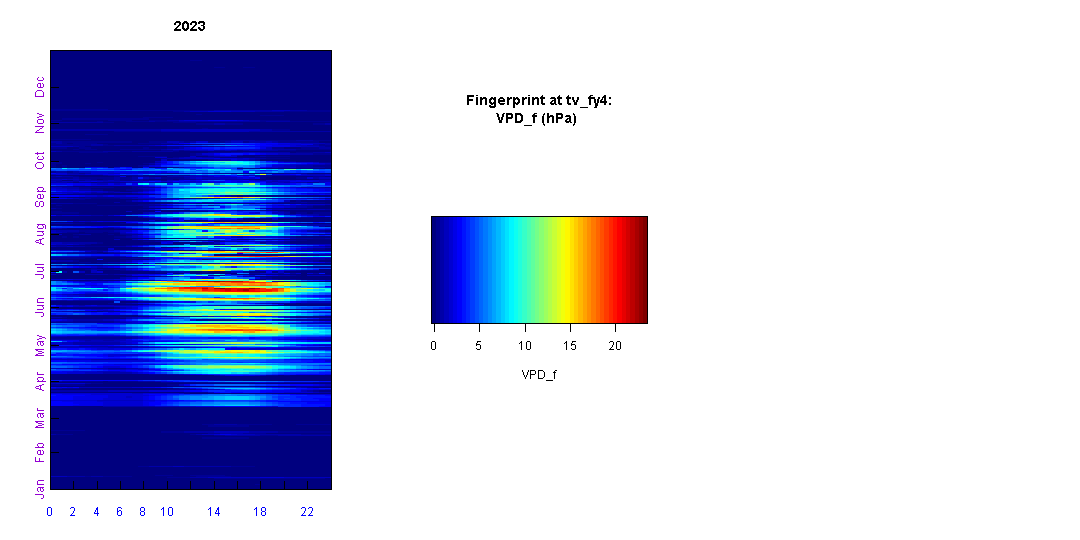 2023
Fingerprint at tv_fy4:
VPD_f (hPa)
Dec
Nov
Oct
Sep
Aug
Jul
Jun
May
Apr
Mar
Feb
Jan
0 2 4 6 8 10 14 18 22
0 5 10 15 20
VPD_f